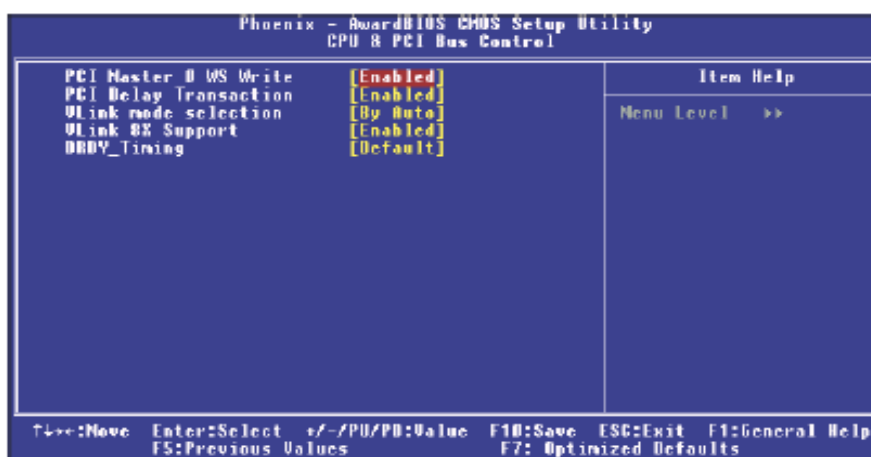 Phoenix - AwardBIOS CMOS Setup Utility
CPU & PCI Bus Control
PCI Master 0 WS Write [Enabled]
PCI Delay Transaction [Enabled]
VLink mode selection [By Auto]
VLink 8X Support [Enabled]
DRDY_Timing [Default]
Item Help
Menu Level ▸▸
↑↓→←:Move Enter:Select +/-/PU/PD:Value F10:Save ESC:Exit F1:General Help
F5:Previous Values F7: Optimized Defaults